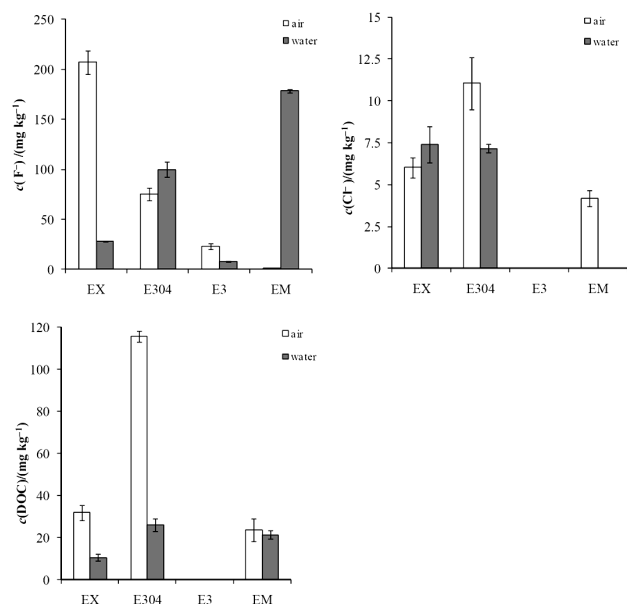 250
200
150
100
50
0
c(F⁻) /(mg kg⁻¹)
air
water
EX E304 E3 EM
15
12.5
10
7.5
5
2.5
0
c(Cl⁻)/(mg kg⁻¹)
air
water
EX E304 E3 EM
120
100
80
60
40
20
0
c(DOC)/(mg kg⁻¹)
air
water
EX E304 E3 EM